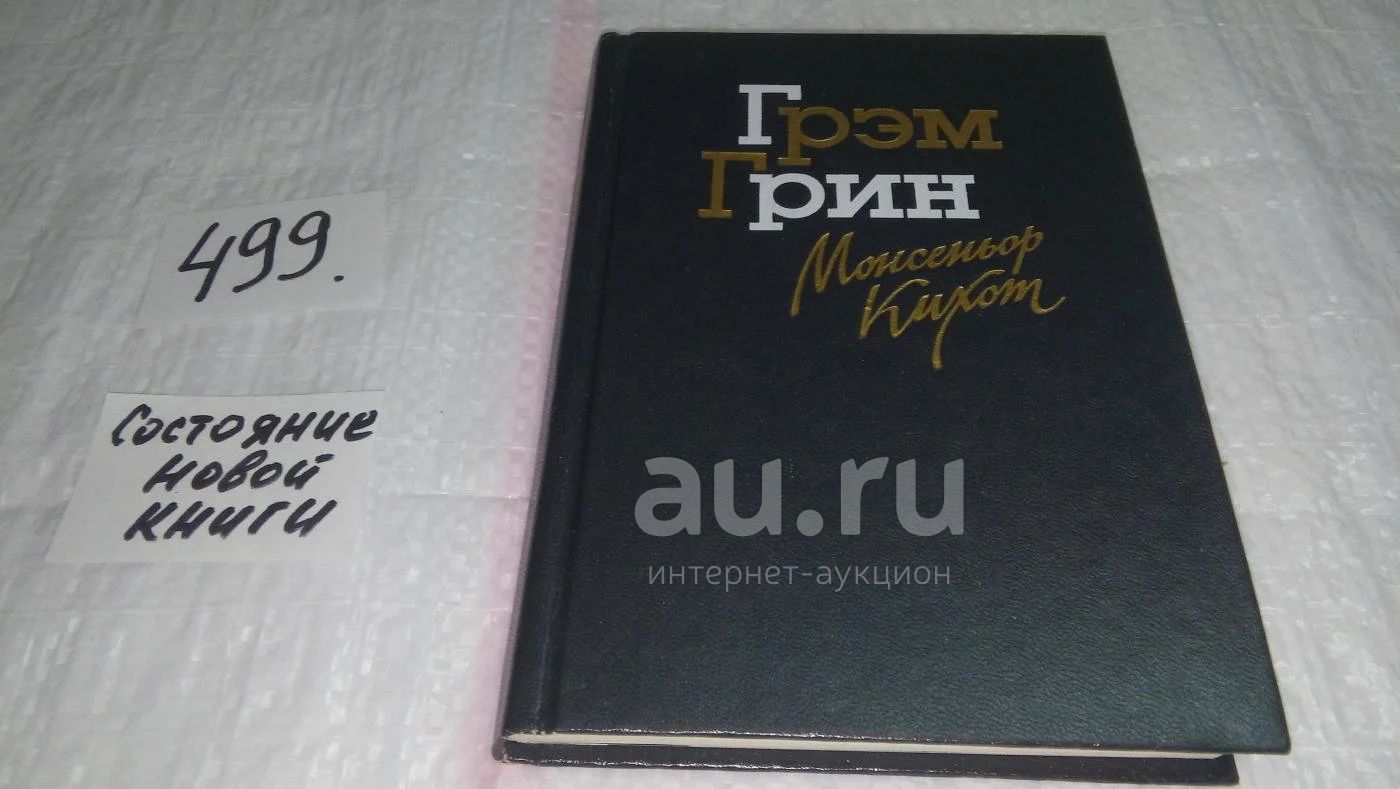 499.
Состояние
новой
книги
Грэм
Грин
Монсеньор
Кихот
au.ru
интернет-аукцион